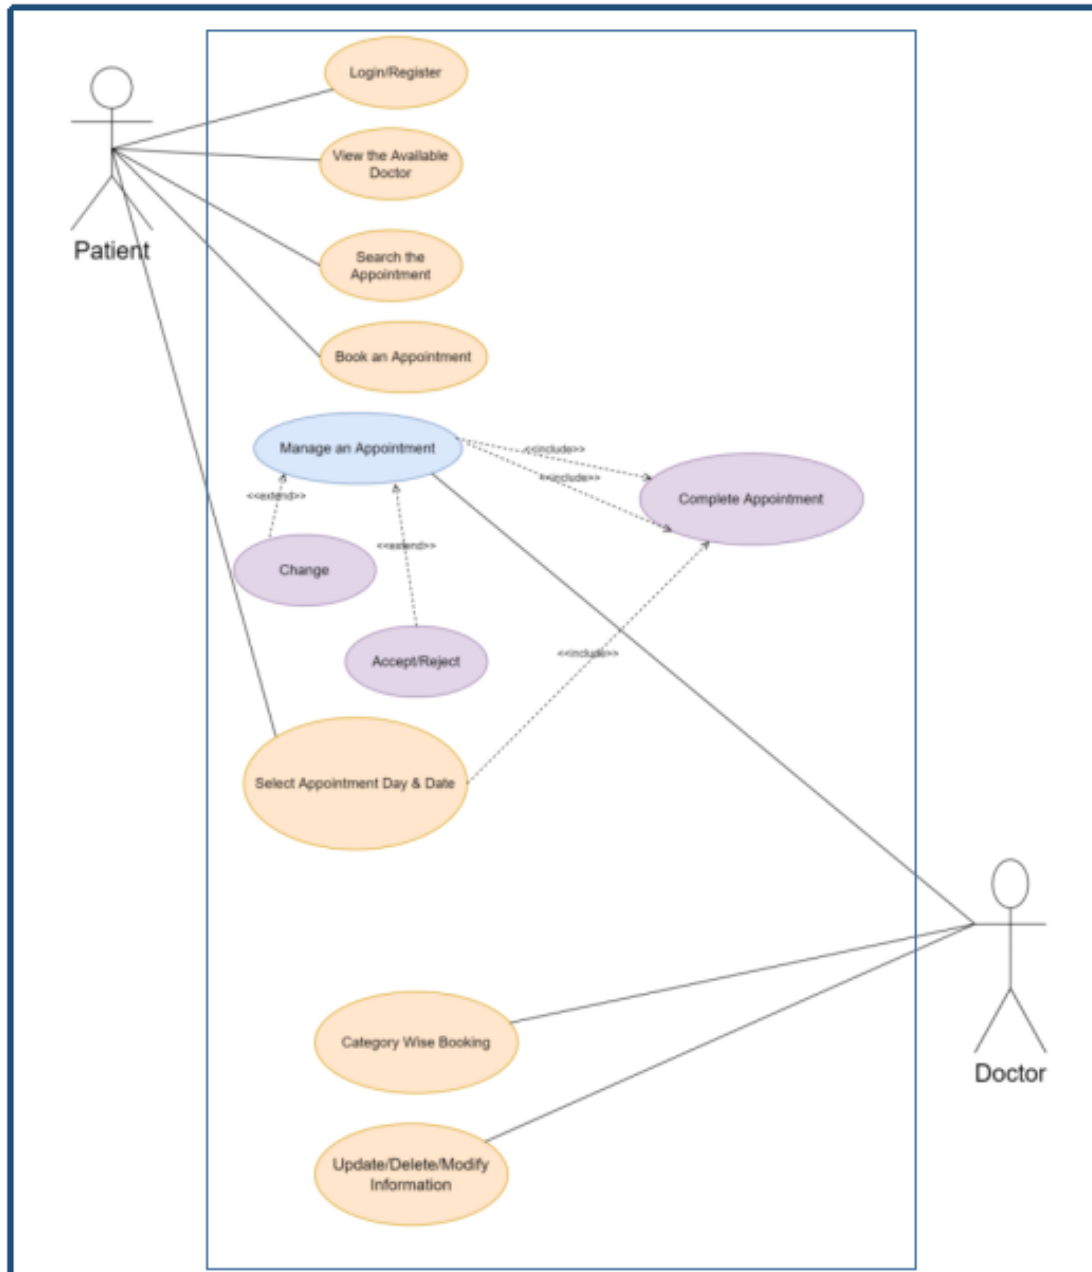 Login/Register
View the Available
Doctor
Patient
Search the
Appointment
Book an Appointment
Manage an Appointment
<<include>>
<<include>>
Complete Appointment
<<extend>>
<<extend>>
Change
Accept/Reject
<<include>>
Select Appointment Day & Date
Category Wise Booking
Doctor
Update/Delete/Modify
Information